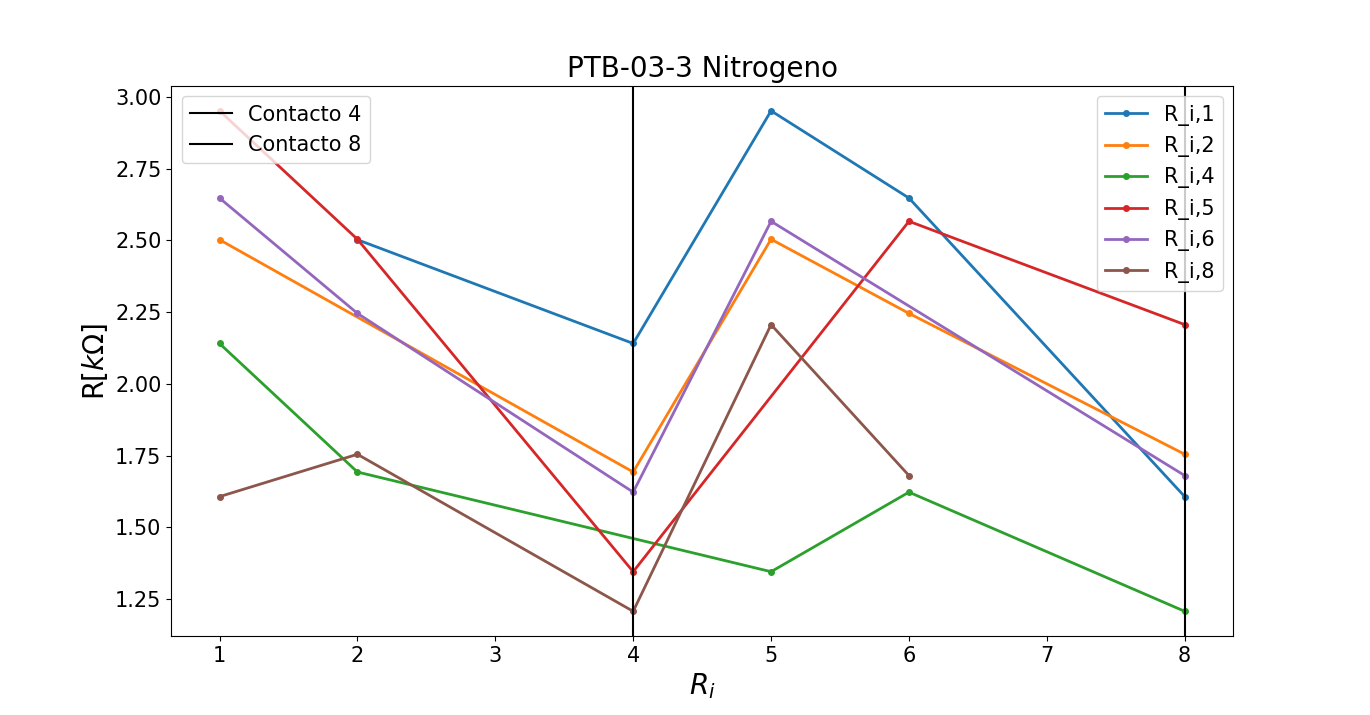 PTB-03-3 Nitrogeno
Contacto 4
Contacto 8
R_i,1
R_i,2
R_i,4
R_i,5
R_i,6
R_i,8
R[kΩ]
3.00
2.75
2.50
2.25
2.00
1.75
1.50
1.25
1 2 3 4 5 6 7 8
R_i